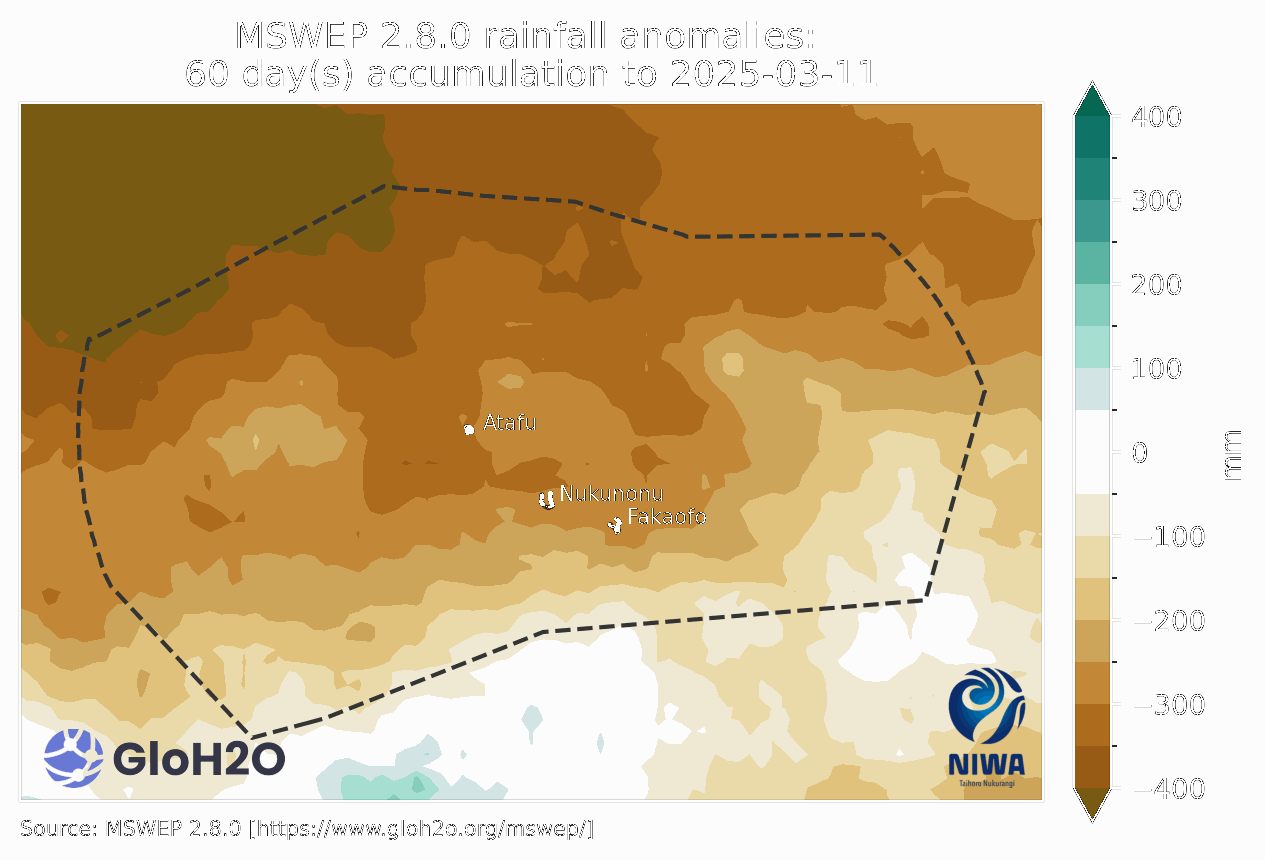 MSWEP 2.8.0 rainfall anomalies:
60 day(s) accumulation to 2025-03-11
400
300
200
100
0
−100
−200
−300
−400
mm
Atafu
Nukunonu
Fakaofo
GloH2O
NIWA
Taihoro Nukurangi
Source: MSWEP 2.8.0 [https://www.gloh2o.org/mswep/]